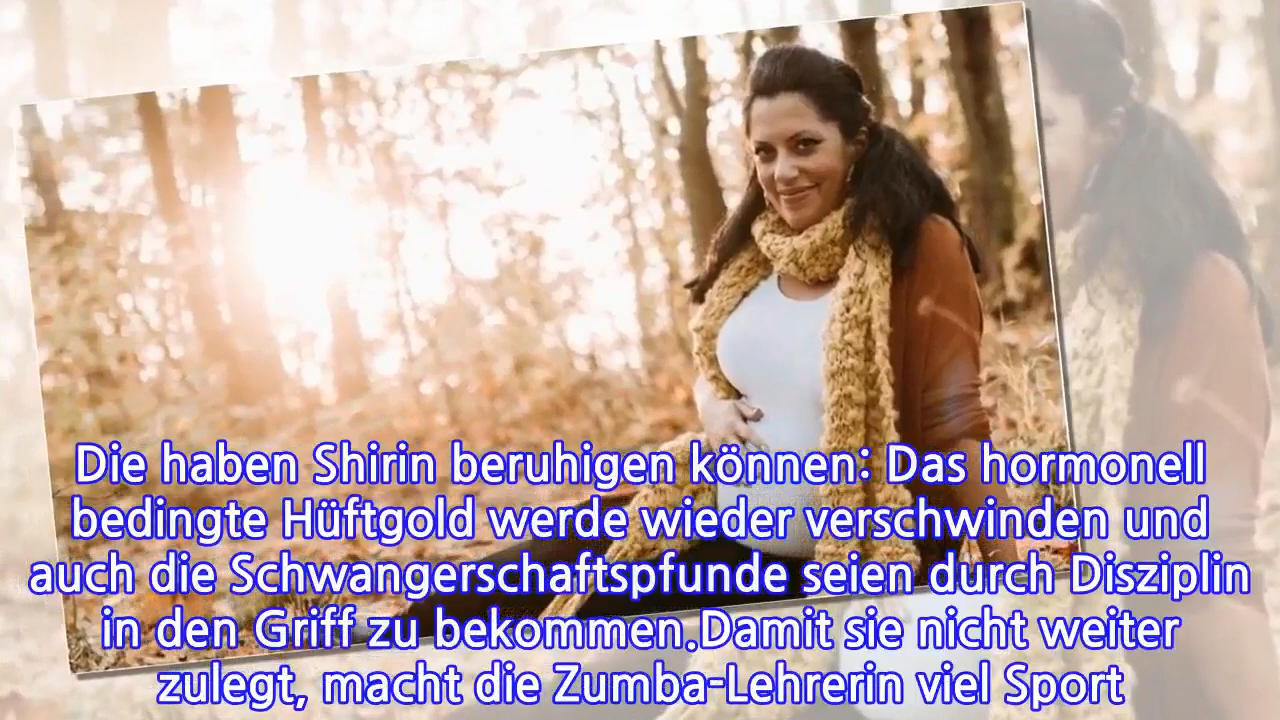 Die haben Shirin beruhigen können: Das hormonell
bedingte Hüftgold werde wieder verschwinden und
auch die Schwangerschaftspfunde seien durch Disziplin
in den Griff zu bekommen.Damit sie nicht weiter
zulegt, macht die Zumba-Lehrerin viel Sport